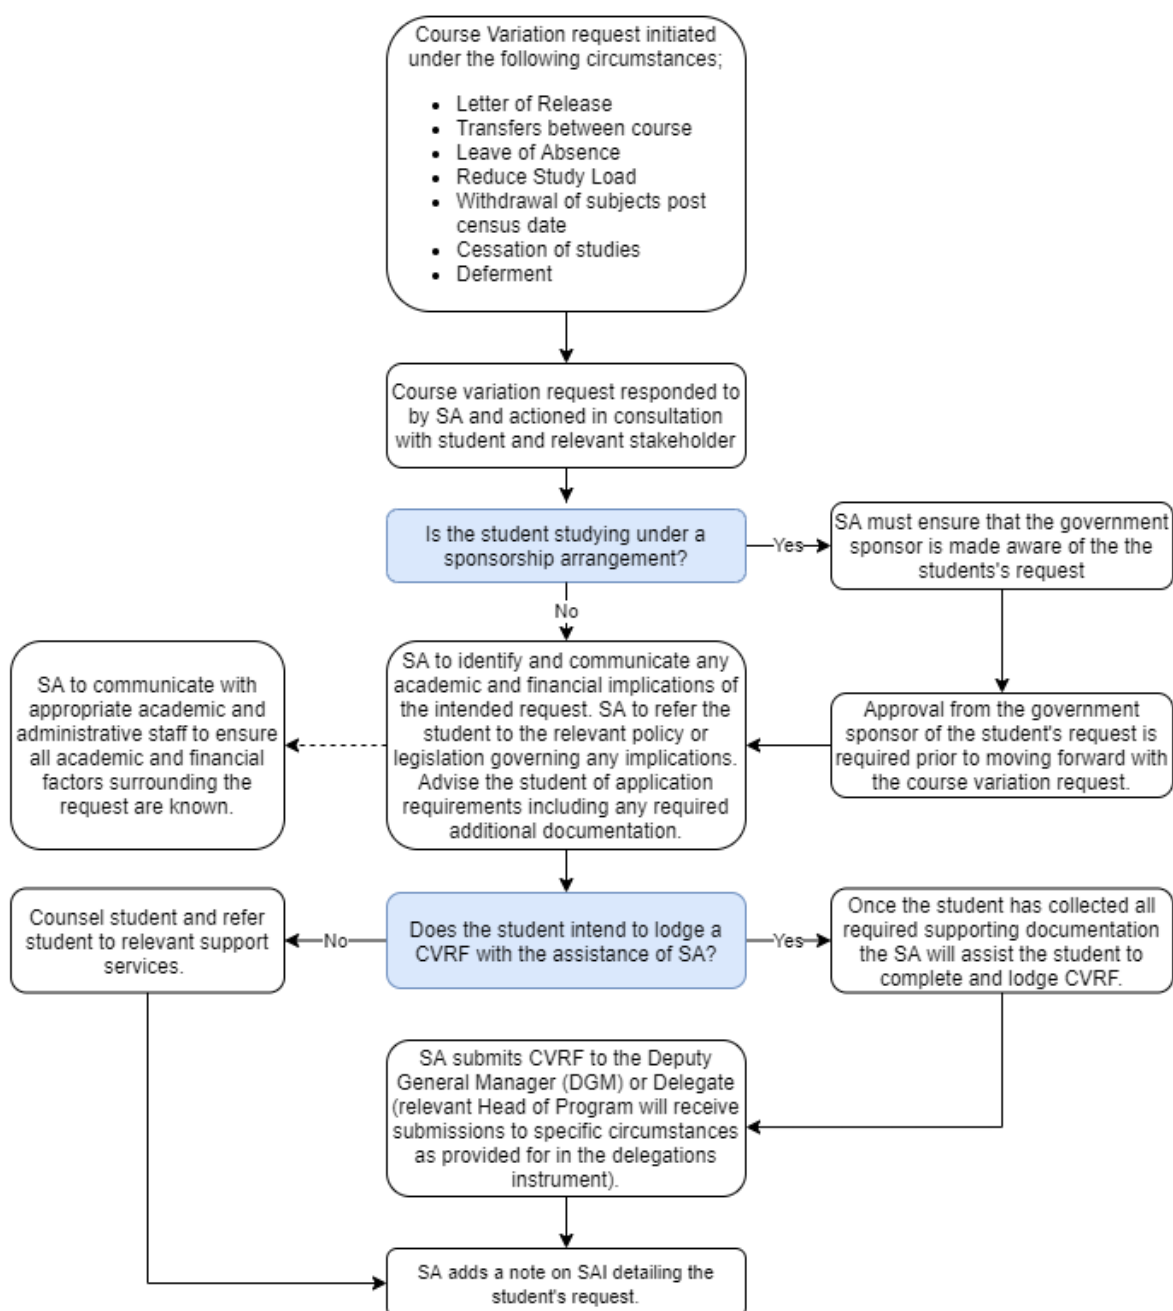 Course Variation request initiated
under the following circumstances;
• Letter of Release
• Transfers between course
• Leave of Absence
• Reduce Study Load
• Withdrawal of subjects post
census date
• Cessation of studies
• Deferment
Course variation request responded to
by SA and actioned in consultation
with student and relevant stakeholder
Is the student studying under a
sponsorship arrangement?
Yes
SA must ensure that the government
sponsor is made aware of the the
students's request
No
Approval from the government
sponsor of the student's request is
required prior to moving forward with
the course variation request.
SA to identify and communicate any
academic and financial implications of
the intended request. SA to refer the
student to the relevant policy or
legislation governing any implications.
Advise the student of application
requirements including any required
additional documentation.
SA to communicate with
appropriate academic and
administrative staff to ensure
all academic and financial
factors surrounding the
request are known.
Does the student intend to lodge a
CVRF with the assistance of SA?
No
Counsel student and refer
student to relevant support
services.
Yes
Once the student has collected all
required supporting documentation
the SA will assist the student to
complete and lodge CVRF.
SA submits CVRF to the Deputy
General Manager (DGM) or Delegate
(relevant Head of Program will receive
submissions to specific circumstances
as provided for in the delegations
instrument).
SA adds a note on SAI detailing the
student's request.